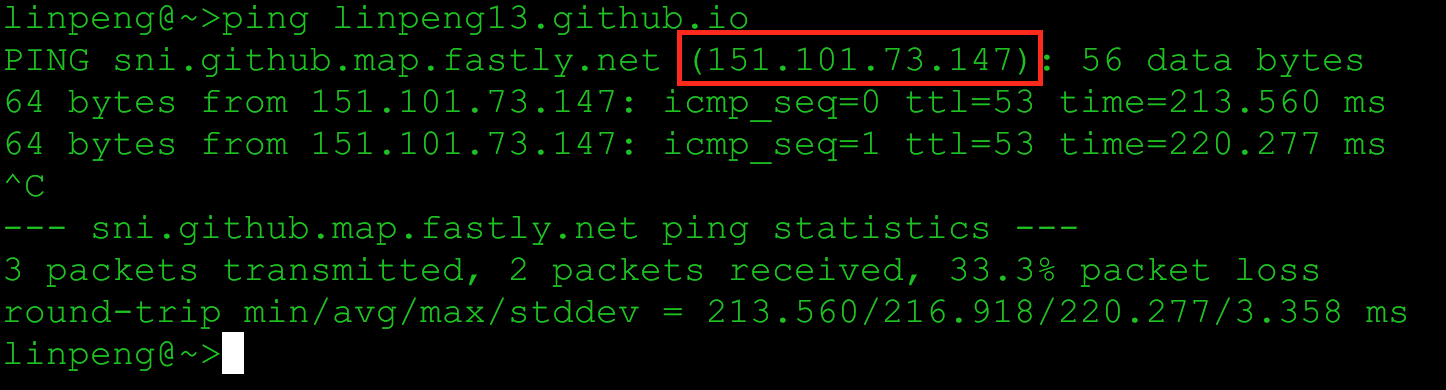 linpeng@~>ping linpeng13.github.io
PING sni.github.map.fastly.net (151.101.73.147): 56 data bytes
64 bytes from 151.101.73.147: icmp_seq=0 ttl=53 time=213.560 ms
64 bytes from 151.101.73.147: icmp_seq=1 ttl=53 time=220.277 ms
^C
--- sni.github.map.fastly.net ping statistics ---
3 packets transmitted, 2 packets received, 33.3% packet loss
round-trip min/avg/max/stddev = 213.560/216.918/220.277/3.358 ms
linpeng@~>